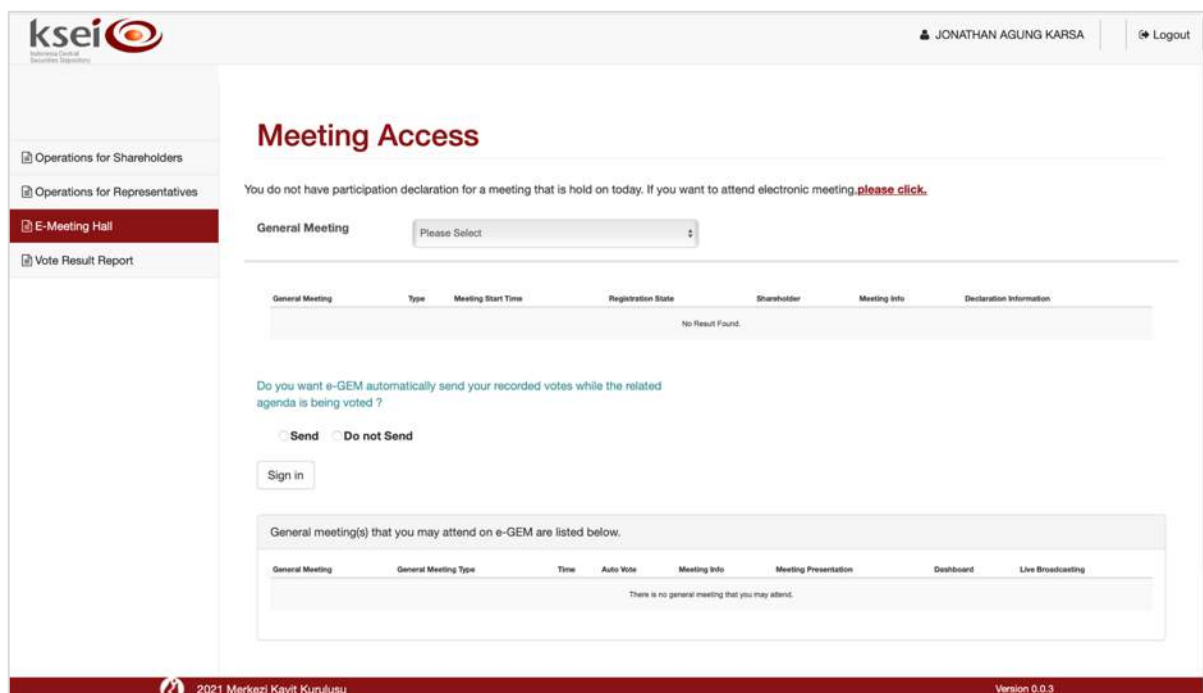 ksei
Indonesia Central
Securities Depository
JONATHAN AGUNG KARSA
Logout
Meeting Access
Operations for Shareholders
Operations for Representatives
E-Meeting Hall
Vote Result Report
You do not have participation declaration for a meeting that is hold on today. If you want to attend electronic meeting,please click.
General Meeting
Please Select
General Meeting Type Meeting Start Time Registration State Shareholder Meeting Info Declaration Information
No Result Found.
Do you want e-GEM automatically send your recorded votes while the related
agenda is being voted ?
Send Do not Send
Sign in
General meeting(s) that you may attend on e-GEM are listed below.
General Meeting General Meeting Type Time Auto Vote Meeting Info Meeting Presentation Dashboard Live Broadcasting
There is no general meeting that you may attend.
2021 Merkezi Kayit Kurulusu Version 0.0.3